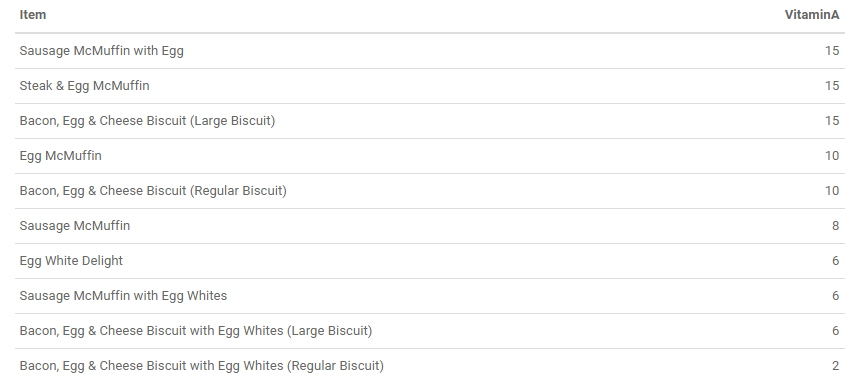 Item VitaminA
Sausage McMuffin with Egg 15
Steak & Egg McMuffin 15
Bacon, Egg & Cheese Biscuit (Large Biscuit) 15
Egg McMuffin 10
Bacon, Egg & Cheese Biscuit (Regular Biscuit) 10
Sausage McMuffin 8
Egg White Delight 6
Sausage McMuffin with Egg Whites 6
Bacon, Egg & Cheese Biscuit with Egg Whites (Large Biscuit) 6
Bacon, Egg & Cheese Biscuit with Egg Whites (Regular Biscuit) 2